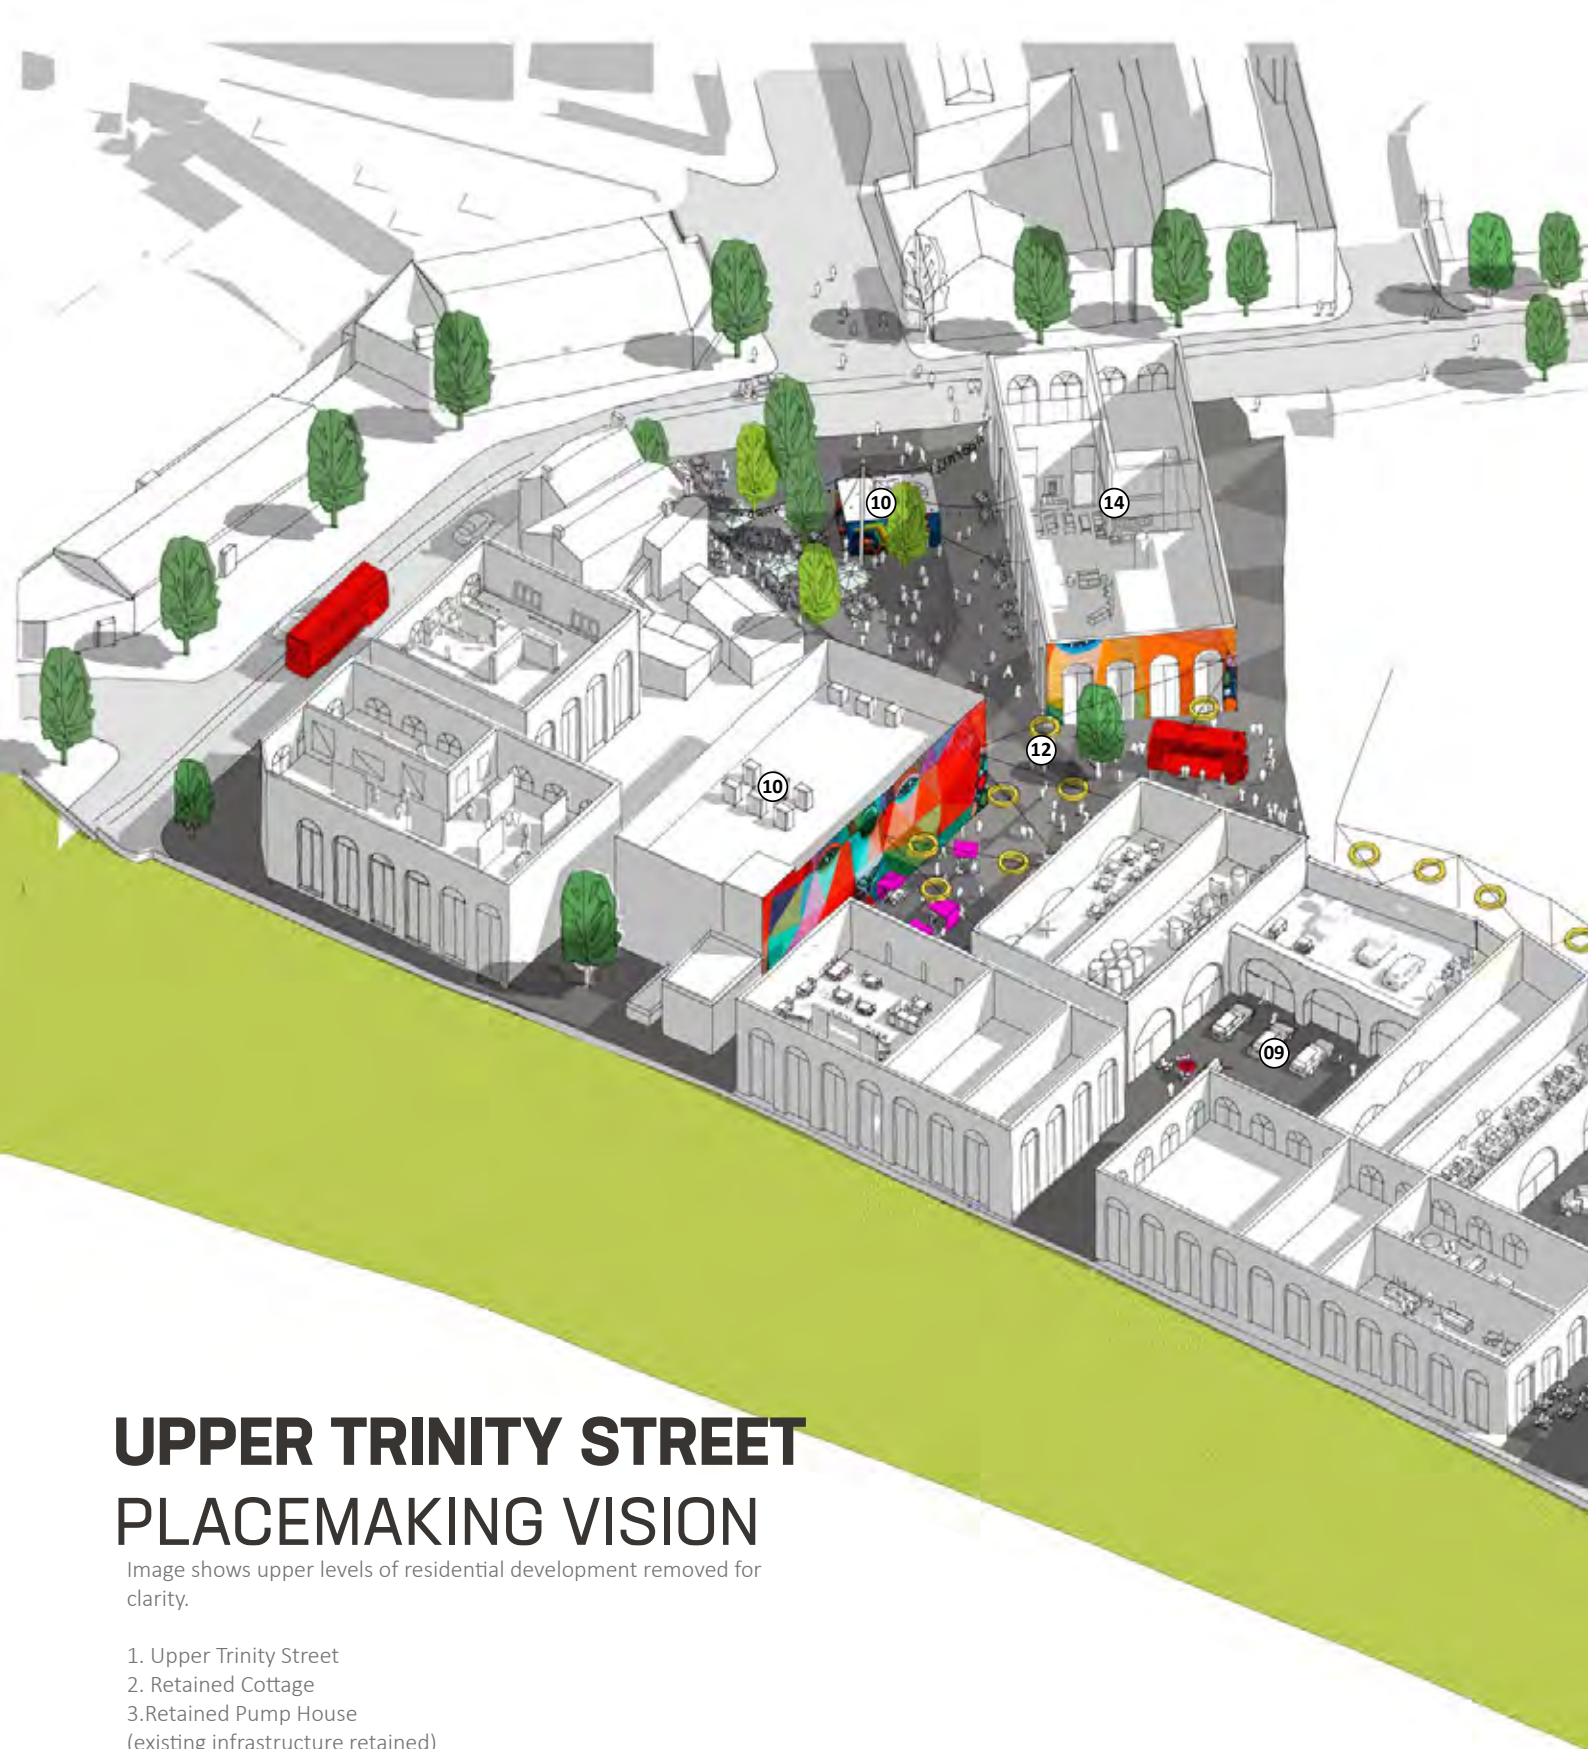 10
14
12
10
09
UPPER TRINITY STREET
PLACEMAKING VISION
Image shows upper levels of residential development removed for
clarity.
1. Upper Trinity Street
2. Retained Cottage
3.Retained Pump House
(existing infrastructure retained)